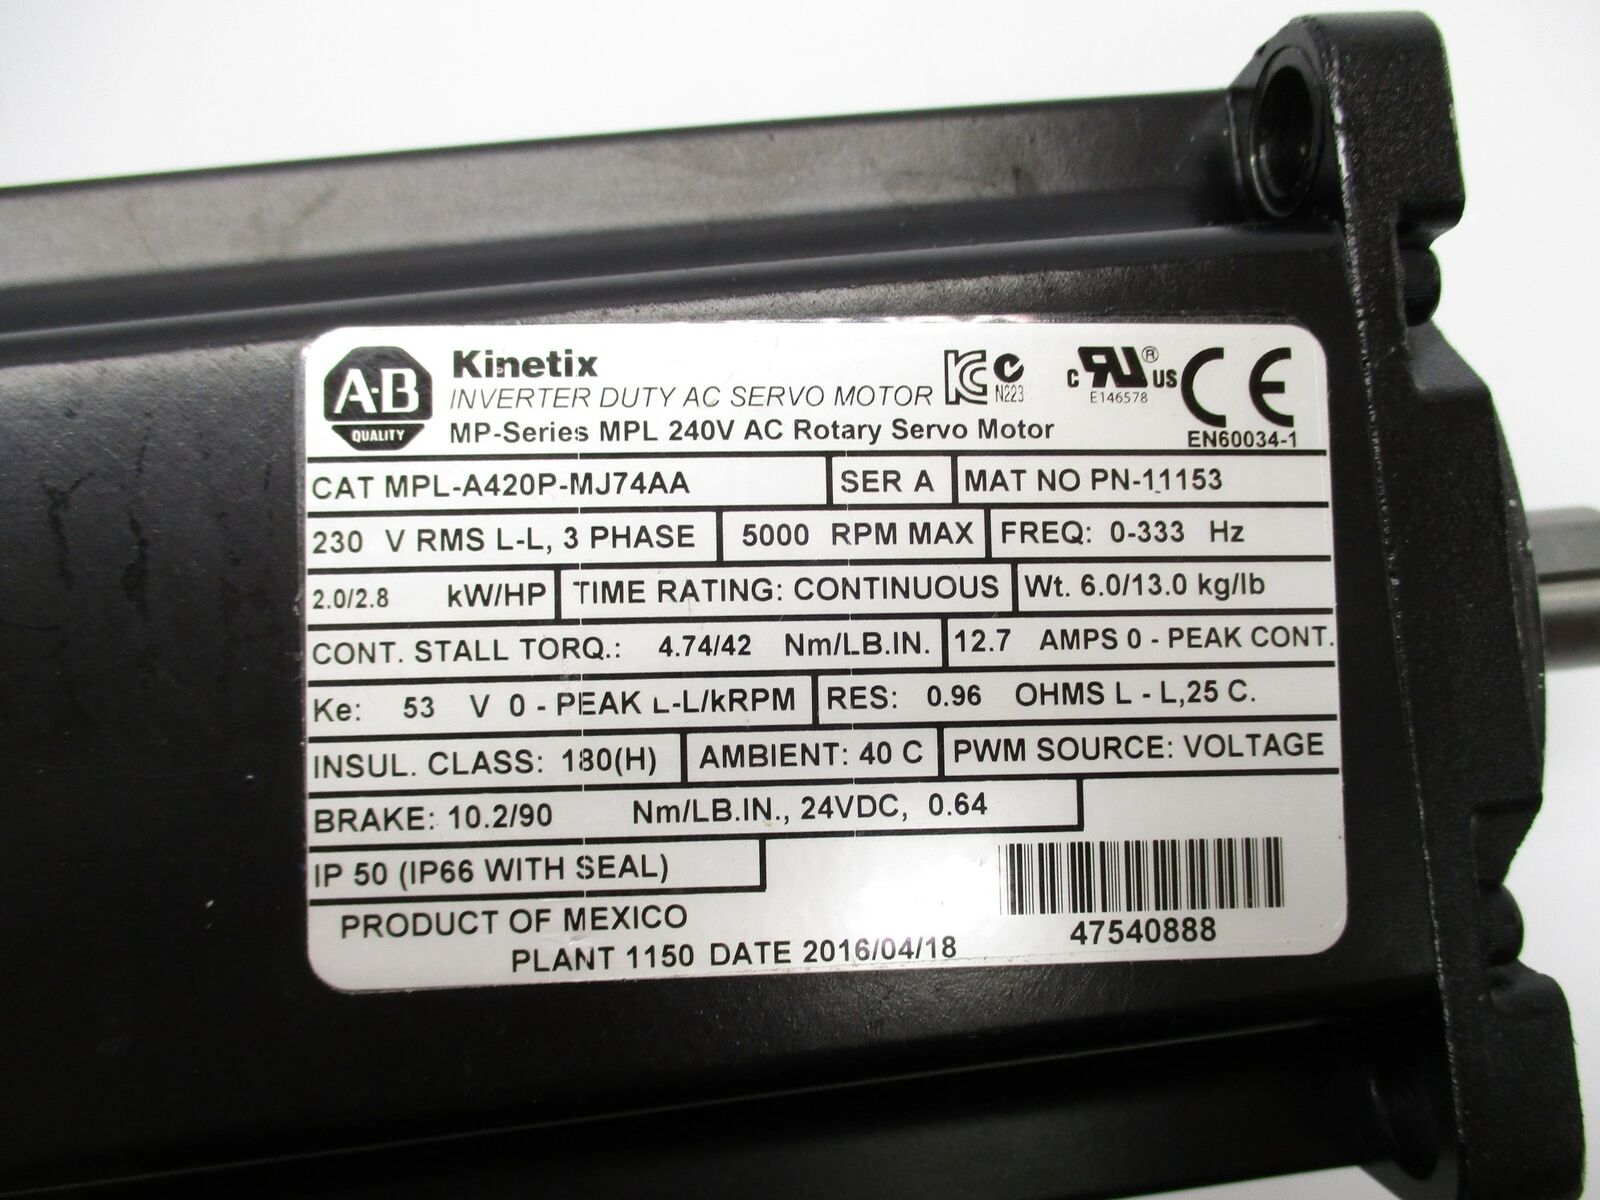 A-B
QUALITY
Kinetix
INVERTER DUTY AC SERVO MOTOR
MP-Series MPL 240V AC Rotary Servo Motor
N223
c RU US ®
E146578
CE
EN60034-1
CAT MPL-A420P-MJ74AA SER A MAT NO PN-11153
230 V RMS L-L, 3 PHASE 5000 RPM MAX FREQ: 0-333 Hz
2.0/2.8 kW/HP TIME RATING: CONTINUOUS Wt. 6.0/13.0 kg/lb
CONT. STALL TORQ.: 4.74/42 Nm/LB.IN. 12.7 AMPS 0 - PEAK CONT.
Ke: 53 V 0 - PEAK L-L/kRPM RES: 0.96 OHMS L - L,25 C.
INSUL. CLASS: 180(H) AMBIENT: 40 C PWM SOURCE: VOLTAGE
BRAKE: 10.2/90 Nm/LB.IN., 24VDC, 0.64
IP 50 (IP66 WITH SEAL)
PRODUCT OF MEXICO
PLANT 1150 DATE 2016/04/18
47540888